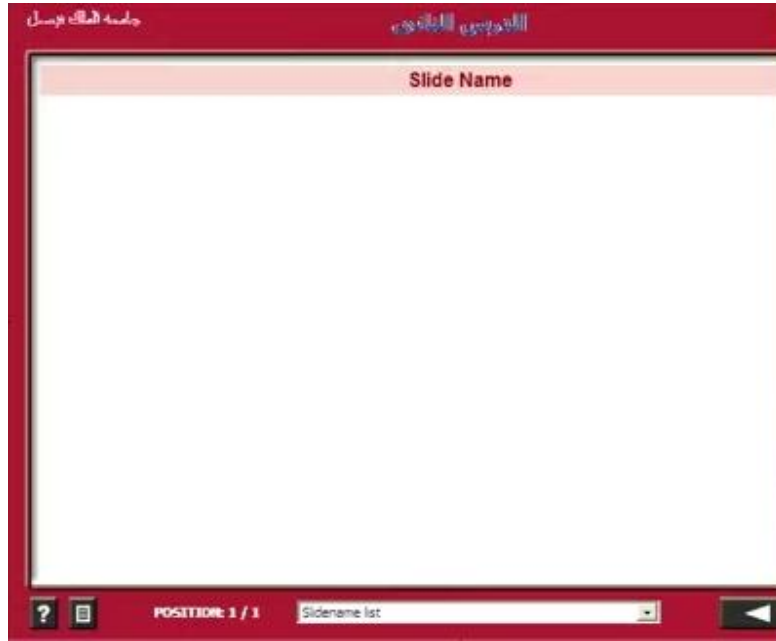 جامعة الملك فيصل
Slide Name
?
POSITION: 1 / 1
Slidename list